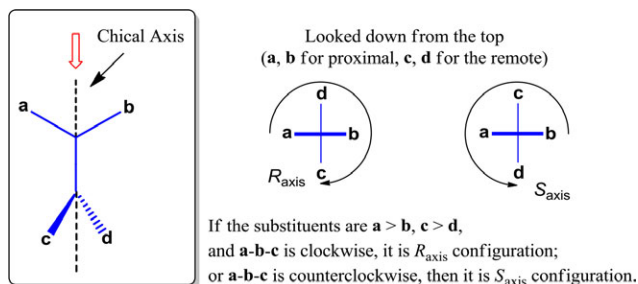 Chical Axis
a
b
c
d
Looked down from the top
(a, b for proximal, c, d for the remote)
d
a
b
c
Raxis
c
a
b
d
Saxis
If the substituents are a > b, c > d,
and a-b-c is clockwise, it is Raxis configuration;
or a-b-c is counterclockwise, then it is Saxis configuration.